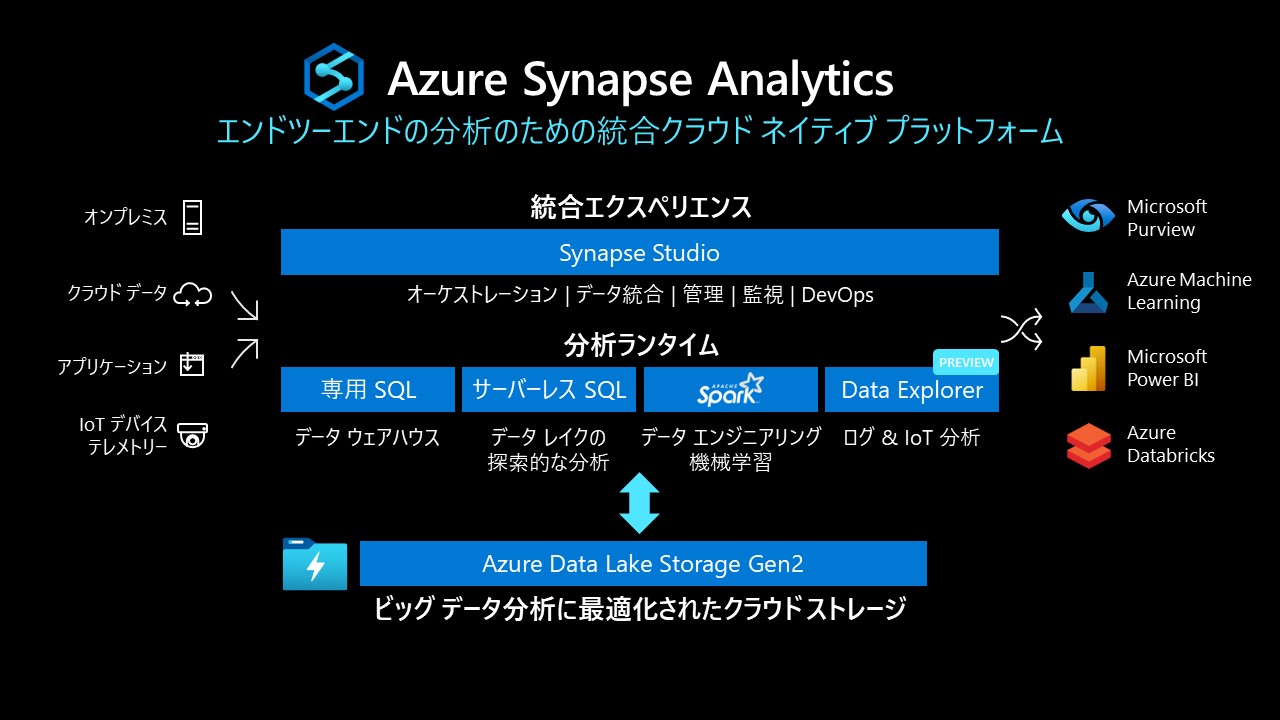 Azure Synapse Analytics
エンドツーエンドの分析のための統合クラウド ネイティブ プラットフォーム
オンプレミス
クラウド データ
アプリケーション
IoT デバイス
テレメトリー
統合エクスペリエンス
Synapse Studio
オーケストレーション | データ統合 | 管理 | 監視 | DevOps
分析ランタイム
PREVIEW
専用 SQL
サーバーレス SQL
APACHE
Spark
Data Explorer
データ ウェアハウス
データ レイクの
探索的な分析
データ エンジニアリング
機械学習
ログ & IoT 分析
Azure Data Lake Storage Gen2
ビッグ データ分析に最適化されたクラウド ストレージ
Microsoft
Purview
Azure Machine
Learning
Microsoft
Power BI
Azure
Databricks